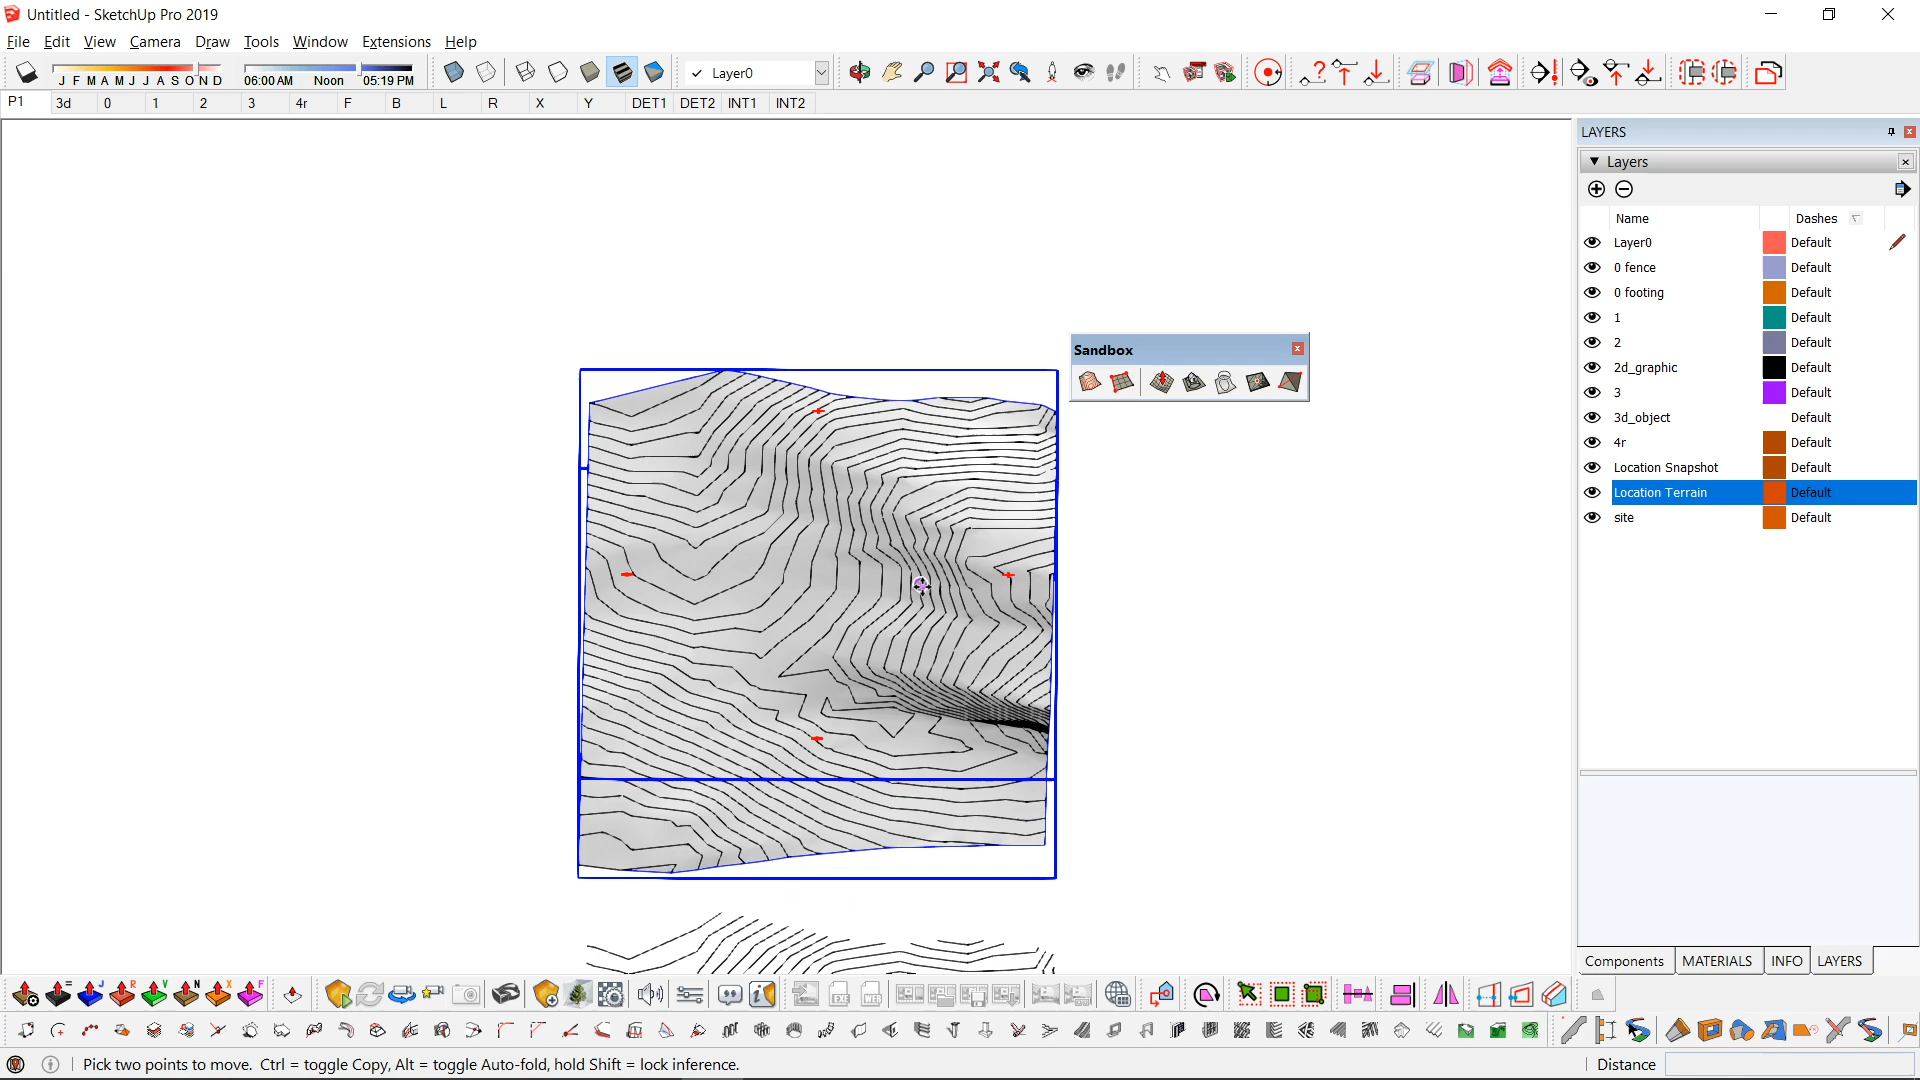 Untitled - SketchUp Pro 2019
File Edit View Camera Draw Tools Window Extensions Help
J F M A M J J A S O N D 06:00 AM Noon 05:19 PM Layer0
P1 3d 0 1 2 3 4r F B L R X Y DET1 DET2 INT1 INT2
LAYERS
Layers
Name Dashes
Layer0 Default
0 fence Default
0 footing Default
1 Default
2 Default
2d_graphic Default
3 Default
3d_object Default
4r Default
Location Snapshot Default
Location Terrain Default
site Default
Sandbox
Components MATERIALS INFO LAYERS
Pick two points to move. Ctrl = toggle Copy, Alt = toggle Auto-fold, hold Shift = lock inference.
Distance